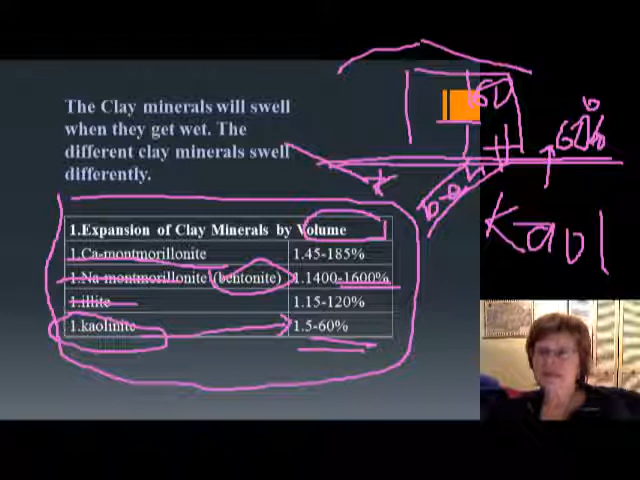 The Clay minerals will swell
when they get wet. The
different clay minerals swell
differently.
1.Expansion of Clay Minerals by Volume
1.Ca-montmorillonite 1.45-185%
1.Na-montmorillonite (bentonite) 1.1400-1600%
1.illite 1.15-120%
1.kaolinite 1.5-60%
Kaol